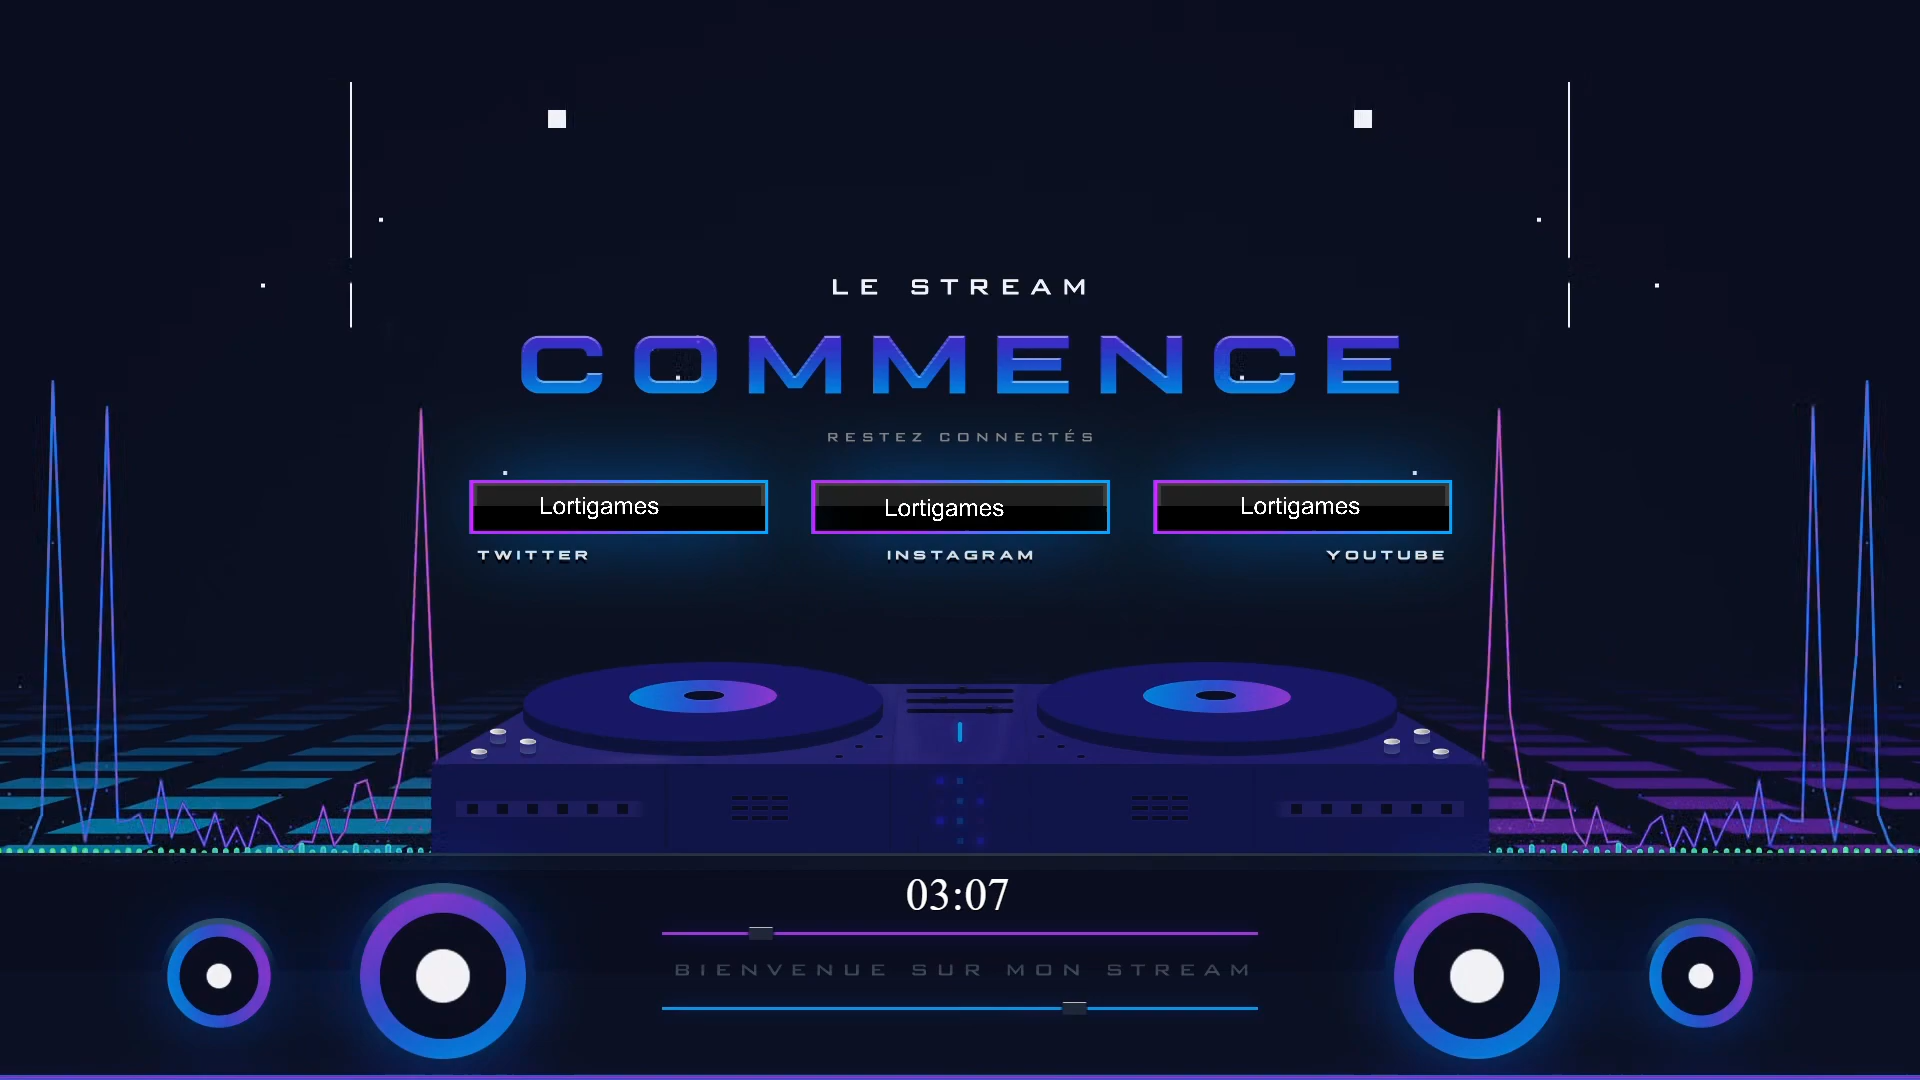 LE STREAM
COMMENCE
RESTEZ CONNECTÉS
Lortigames Lortigames Lortigames
TWITTER INSTAGRAM YOUTUBE
03:07
BIENVENUE SUR MON STREAM